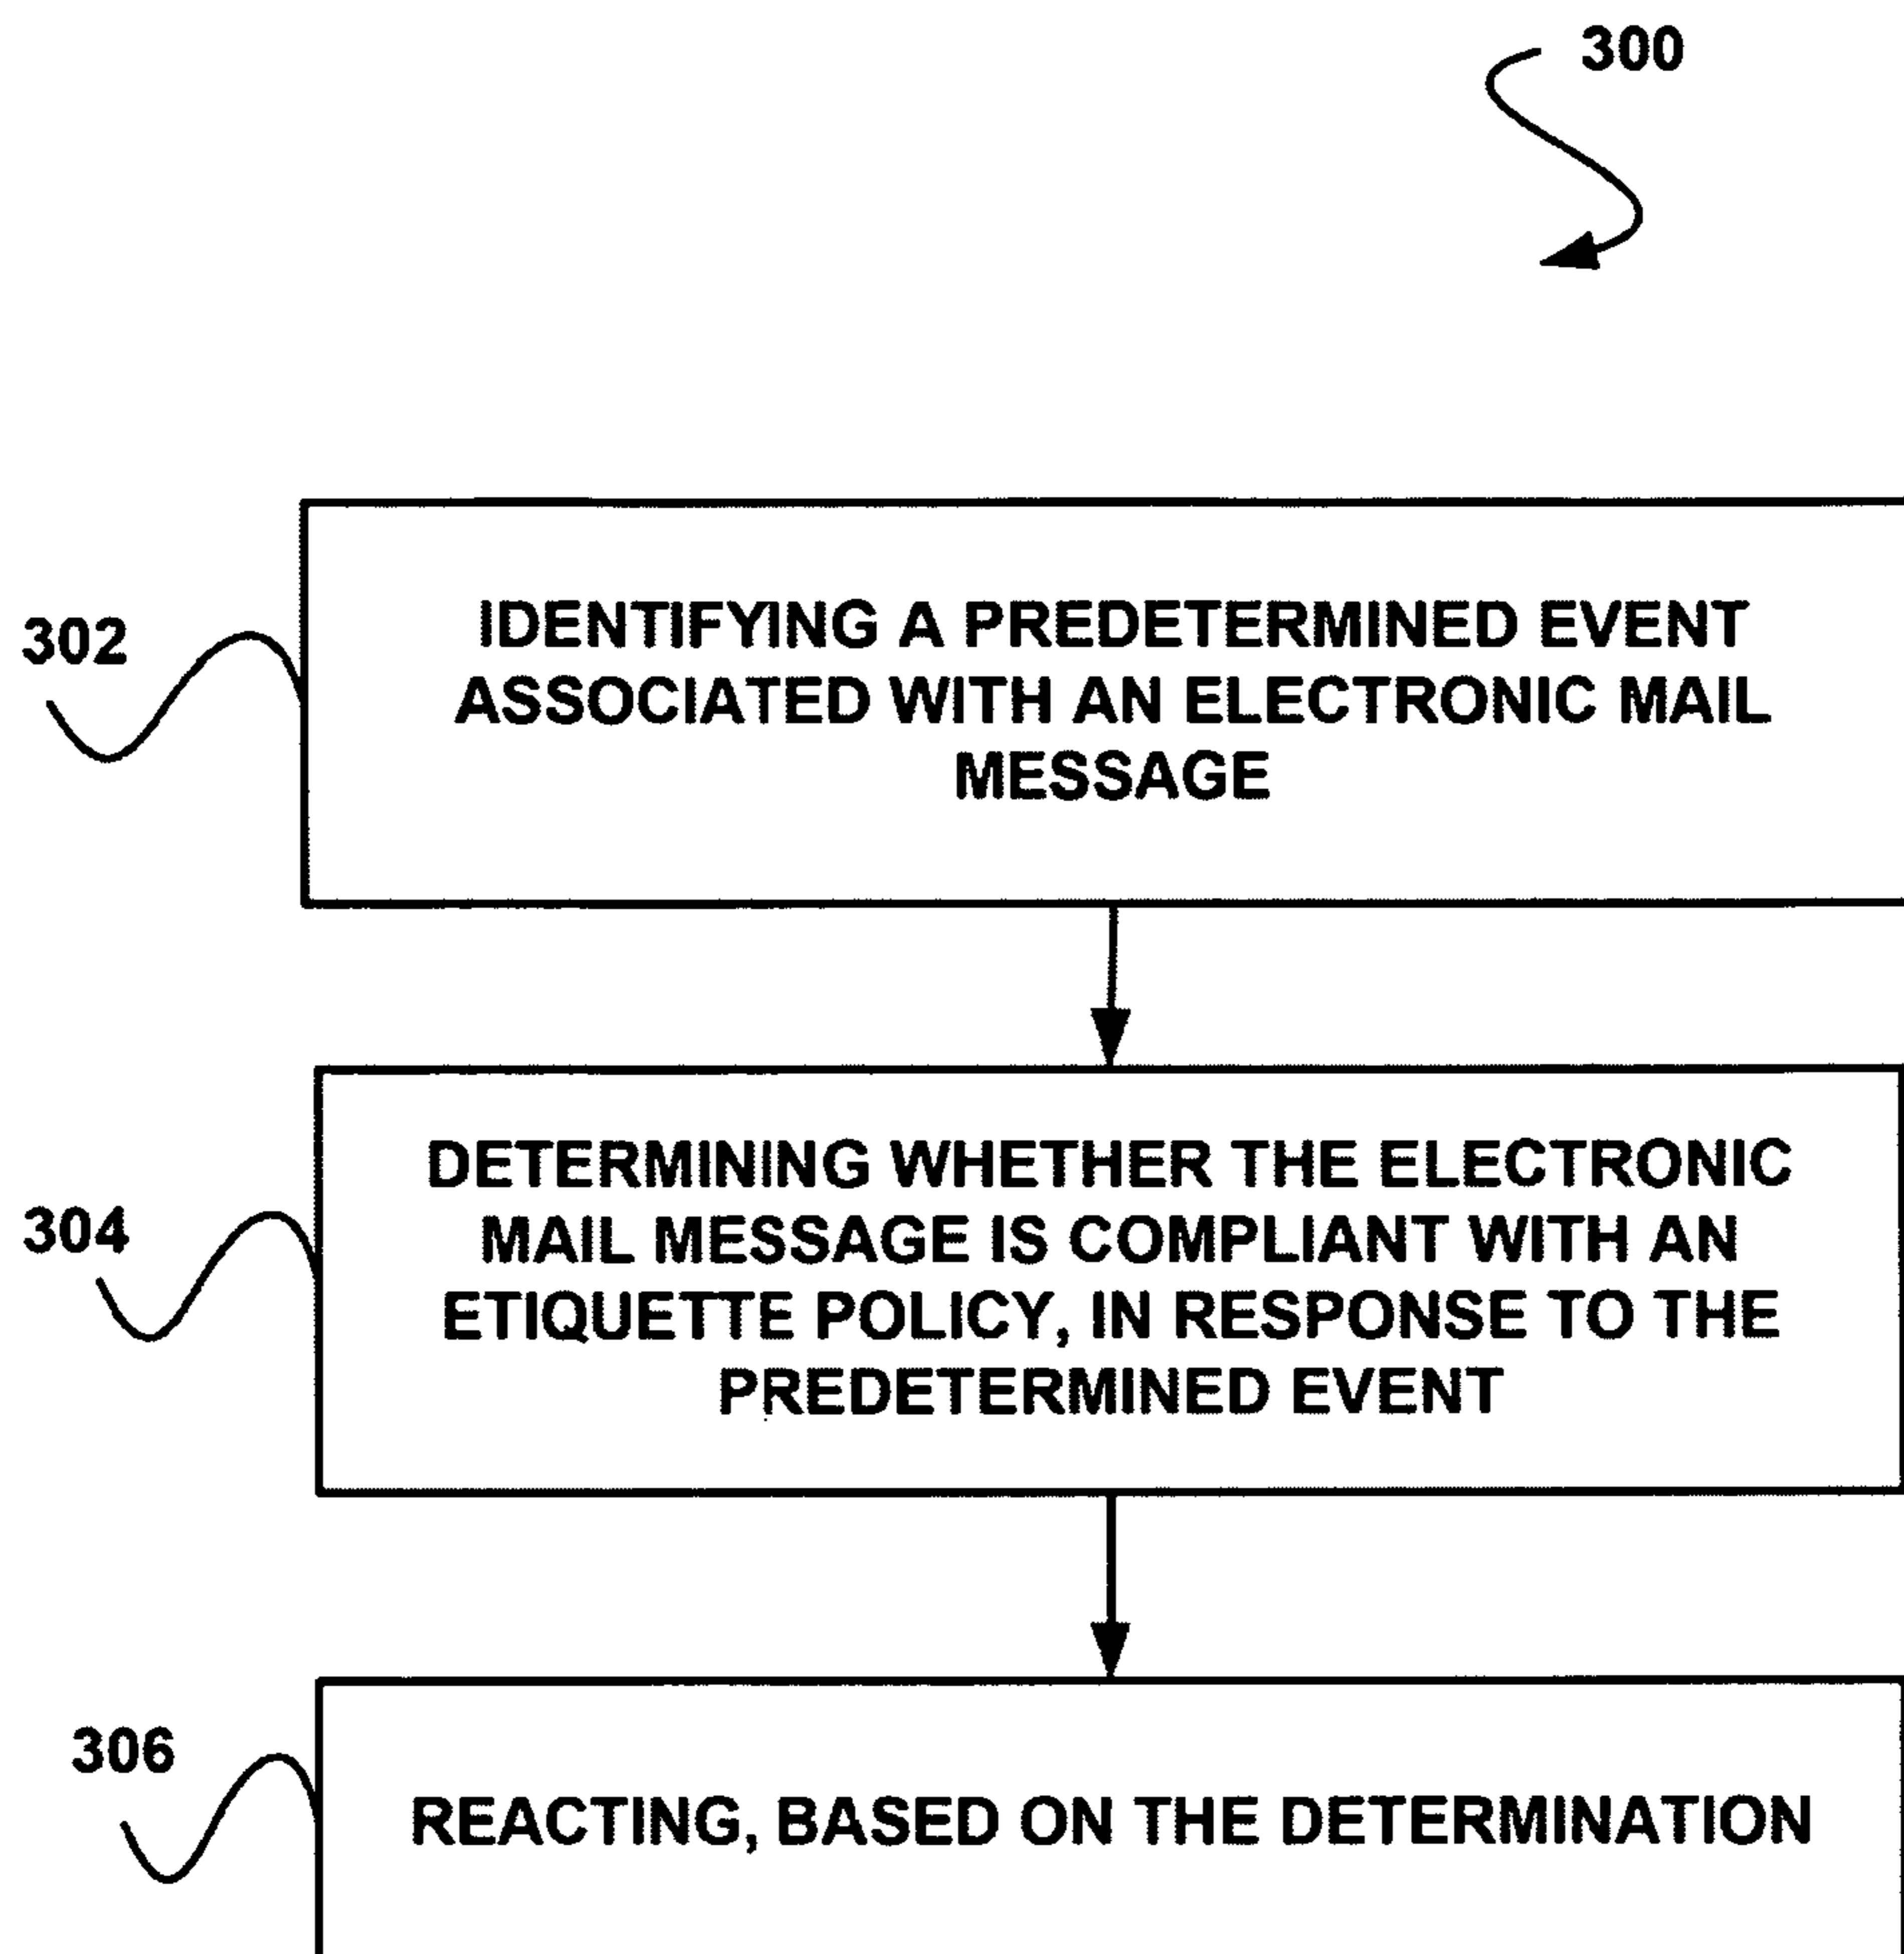 300
302
IDENTIFYING A PREDETERMINED EVENT
ASSOCIATED WITH AN ELECTRONIC MAIL
MESSAGE
304
DETERMINING WHETHER THE ELECTRONIC
MAIL MESSAGE IS COMPLIANT WITH AN
ETIQUETTE POLICY, IN RESPONSE TO THE
PREDETERMINED EVENT
306
REACTING, BASED ON THE DETERMINATION